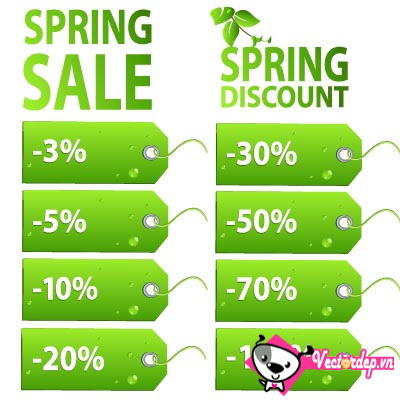 SPRING
SALE
SPRING
DISCOUNT
-3%
-5%
-10%
-20%
-30%
-50%
-70%
Vectordep.vn